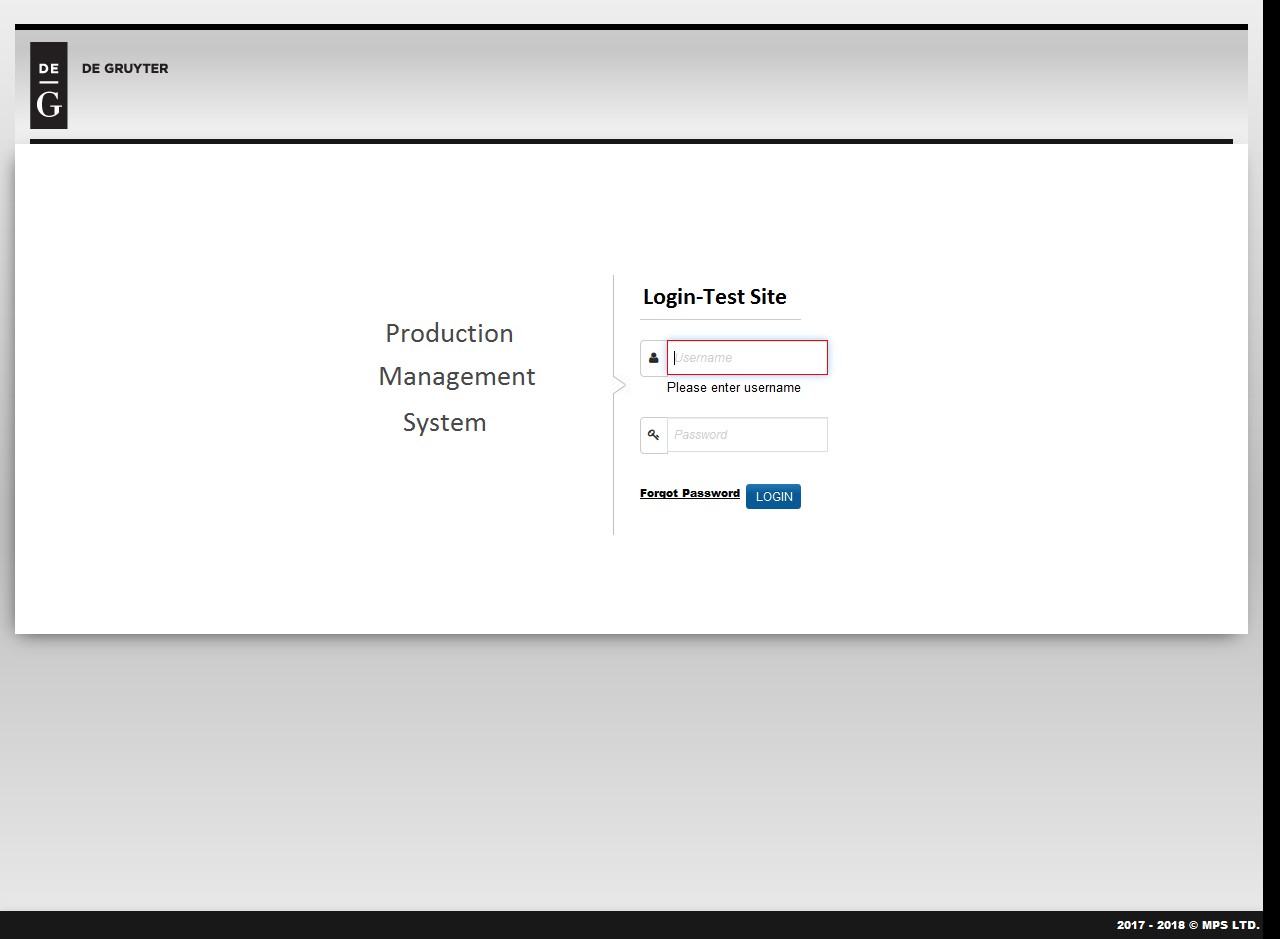 DE
G
DE GRUYTER
Login-Test Site
Production
Management
System
Username
Please enter username
Password
Forgot Password
LOGIN
2017 - 2018 © MPS LTD.